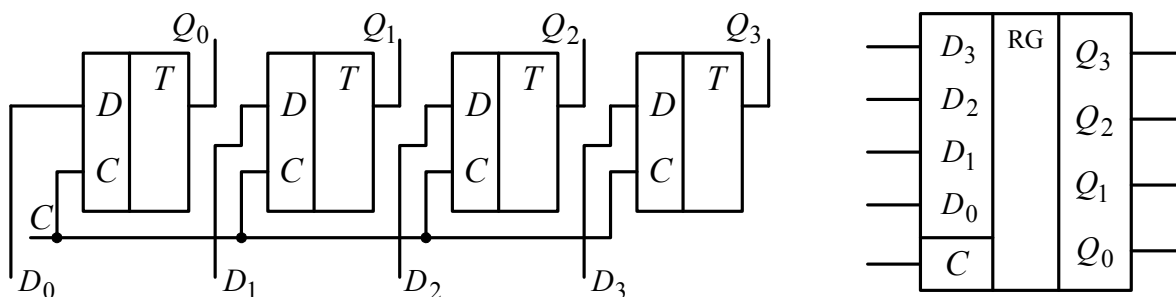 Q0 Q1 Q2 Q3
T T T T
D D D D
C C C C
C
D0 D1 D2 D3
RG
D3 Q3
D2 Q2
D1 Q1
D0 Q0
C